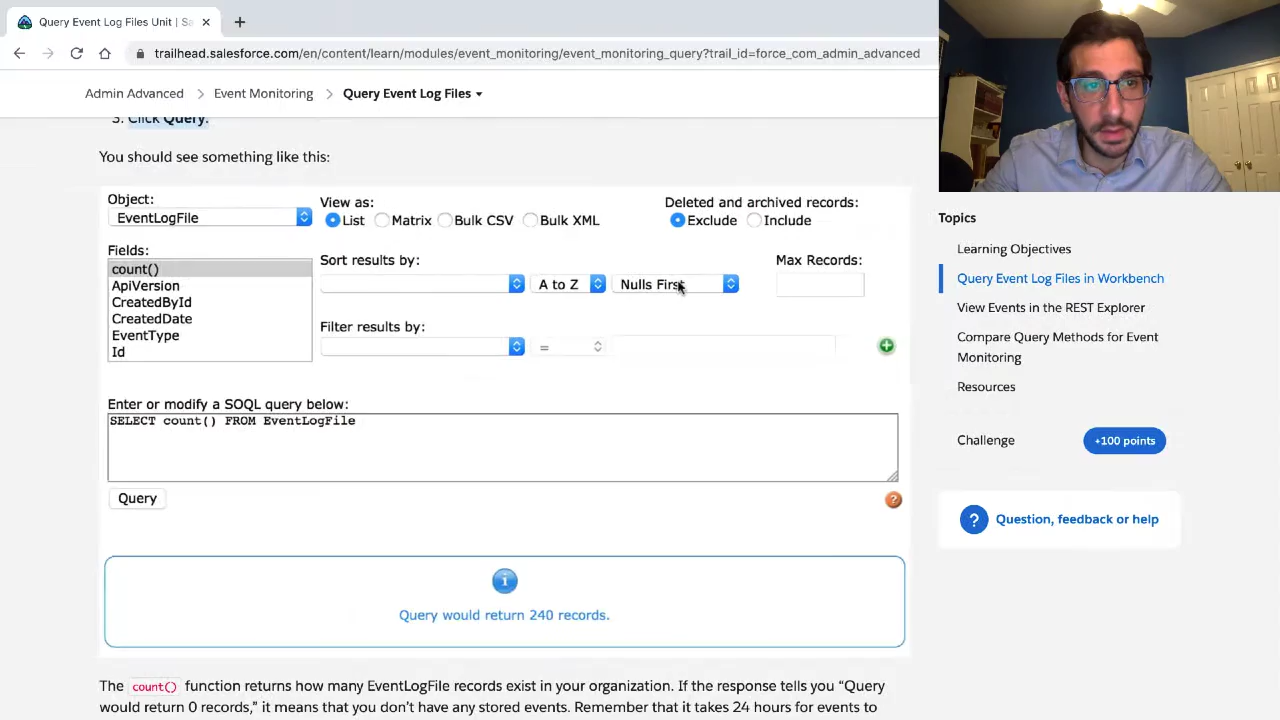 Query Event Log Files Unit | Sa
trailhead.salesforce.com/en/content/learn/modules/event_monitoring/event_monitoring_query?trail_id=force_com_admin_advanced
Admin Advanced > Event Monitoring > Query Event Log Files
3. Click Query.
You should see something like this:
Object:
EventLogFile
View as:
List Matrix Bulk CSV Bulk XML
Deleted and archived records:
Exclude Include
Fields:
count()
ApiVersion
CreatedById
CreatedDate
EventType
Id
Sort results by:
A to Z
Nulls First
Max Records:
Filter results by:
=
Enter or modify a SOQL query below:
SELECT count() FROM EventLogFile
Query
?
i
Query would return 240 records.
The count() function returns how many EventLogFile records exist in your organization. If the response tells you “Query
would return 0 records,” it means that you don’t have any stored events. Remember that it takes 24 hours for events to
Topics
Learning Objectives
Query Event Log Files in Workbench
View Events in the REST Explorer
Compare Query Methods for Event
Monitoring
Resources
Challenge
+100 points
? Question, feedback or help